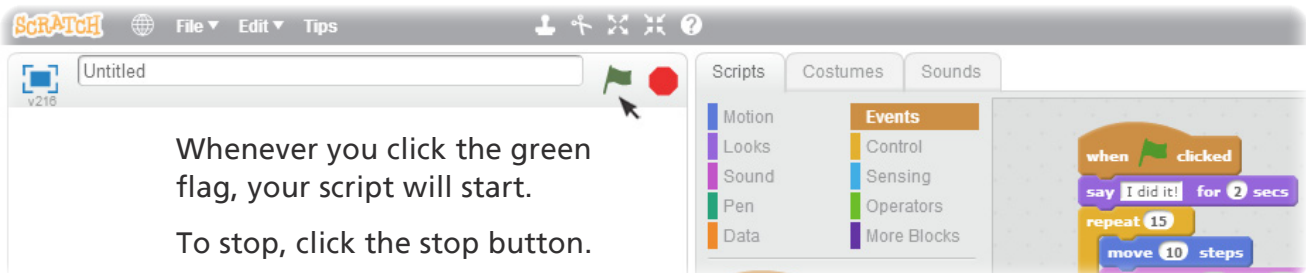 SCRATCH File Edit Tips
Untitled
v216
Whenever you click the green
flag, your script will start.
To stop, click the stop button.
Scripts Costumes Sounds
Motion Events
Looks Control
Sound Sensing
Pen Operators
Data More Blocks
when clicked
say I did it! for 2 secs
repeat 15
move 10 steps